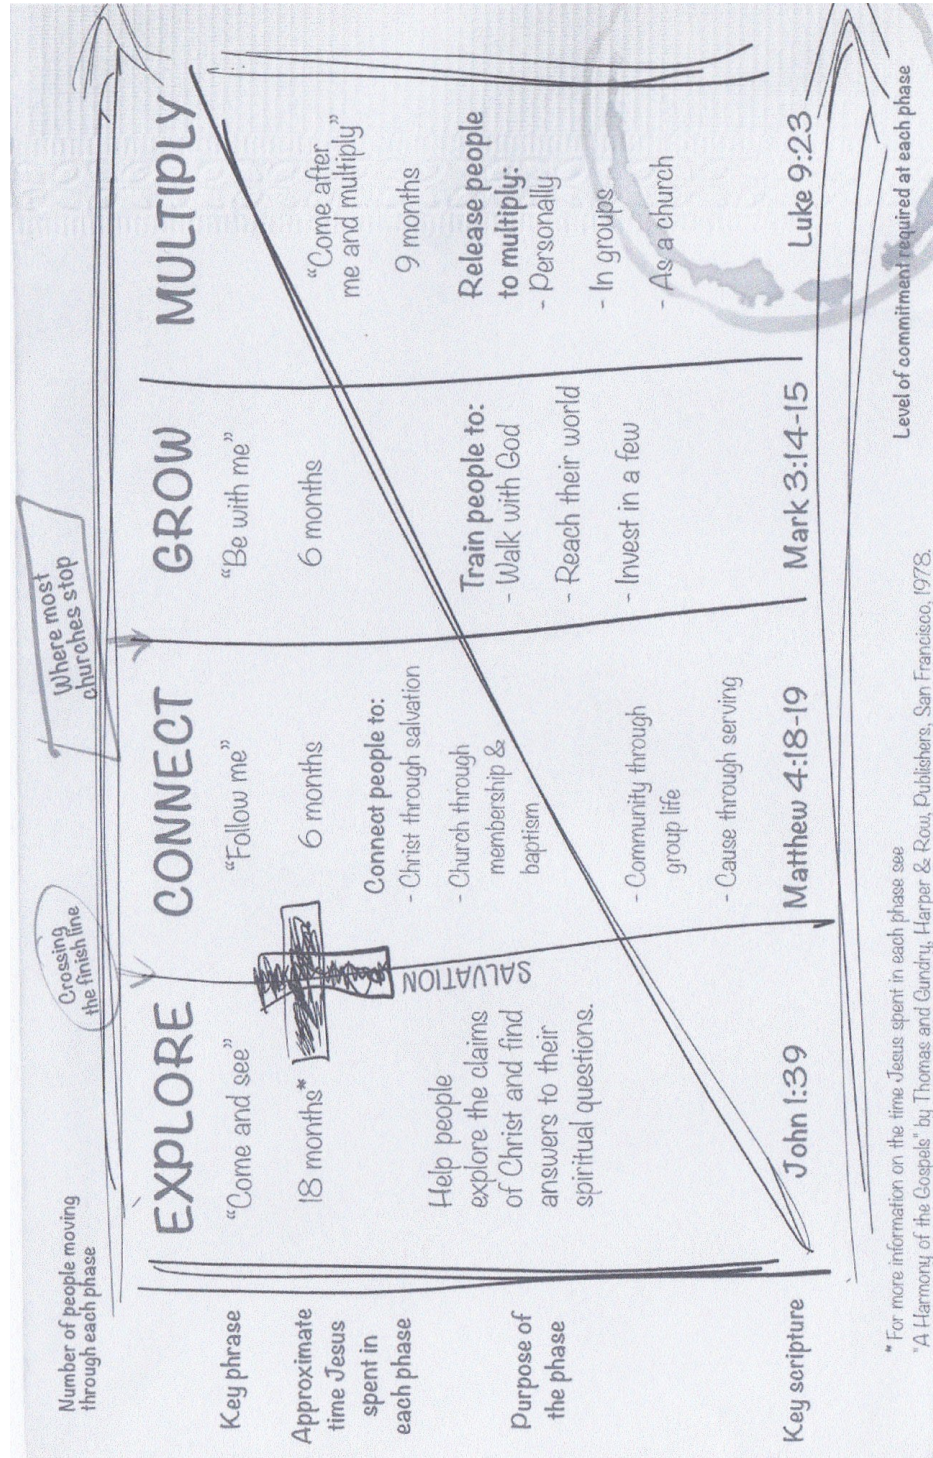 Number of people moving
through each phase
Crossing
the finish line
Where most
churches stop
EXPLORE
CONNECT
GROW
MULTIPLY
Key phrase
"Come and see"
"Follow me"
"Be with me"
"Come after
me and multiply"
Approximate
time Jesus
spent in
each phase
18 months*
6 months
6 months
9 months
SALVATION
Purpose of
the phase
Help people
explore the claims
of Christ and find
answers to their
spiritual questions.
Connect people to:
- Christ through salvation
- Church through
membership &
baptism
- Community through
group life
- Cause through serving
Train people to:
- Walk with God
- Reach their world
- Invest in a few
Release people
to multiply:
- Personally
- In groups
- As a church
Key scripture
John 1:39
Matthew 4:18-19
Mark 3:14-15
Luke 9:23
Level of commitment required at each phase
* For more information on the time Jesus spent in each phase see
"A Harmony of the Gospels" by Thomas and Gundry, Harper & Rou, Publishers, San Francisco, 1978.